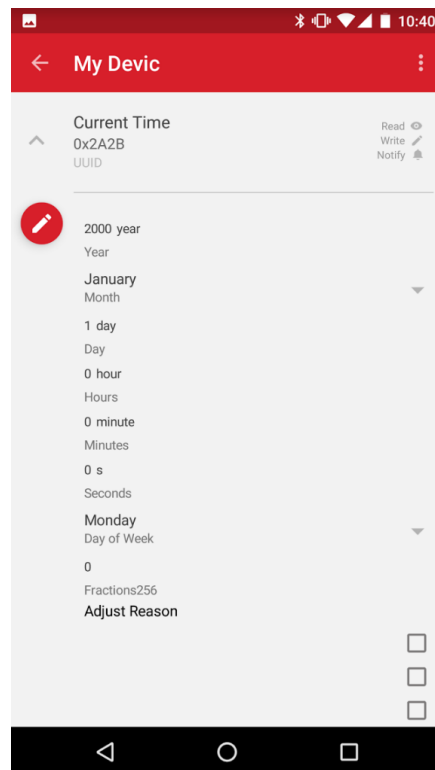 10:40
My Devic
Current Time
0x2A2B
UUID
Read
Write
Notify
2000 year
Year
January
Month
1 day
Day
0 hour
Hours
0 minute
Minutes
0 s
Seconds
Monday
Day of Week
0
Fractions256
Adjust Reason